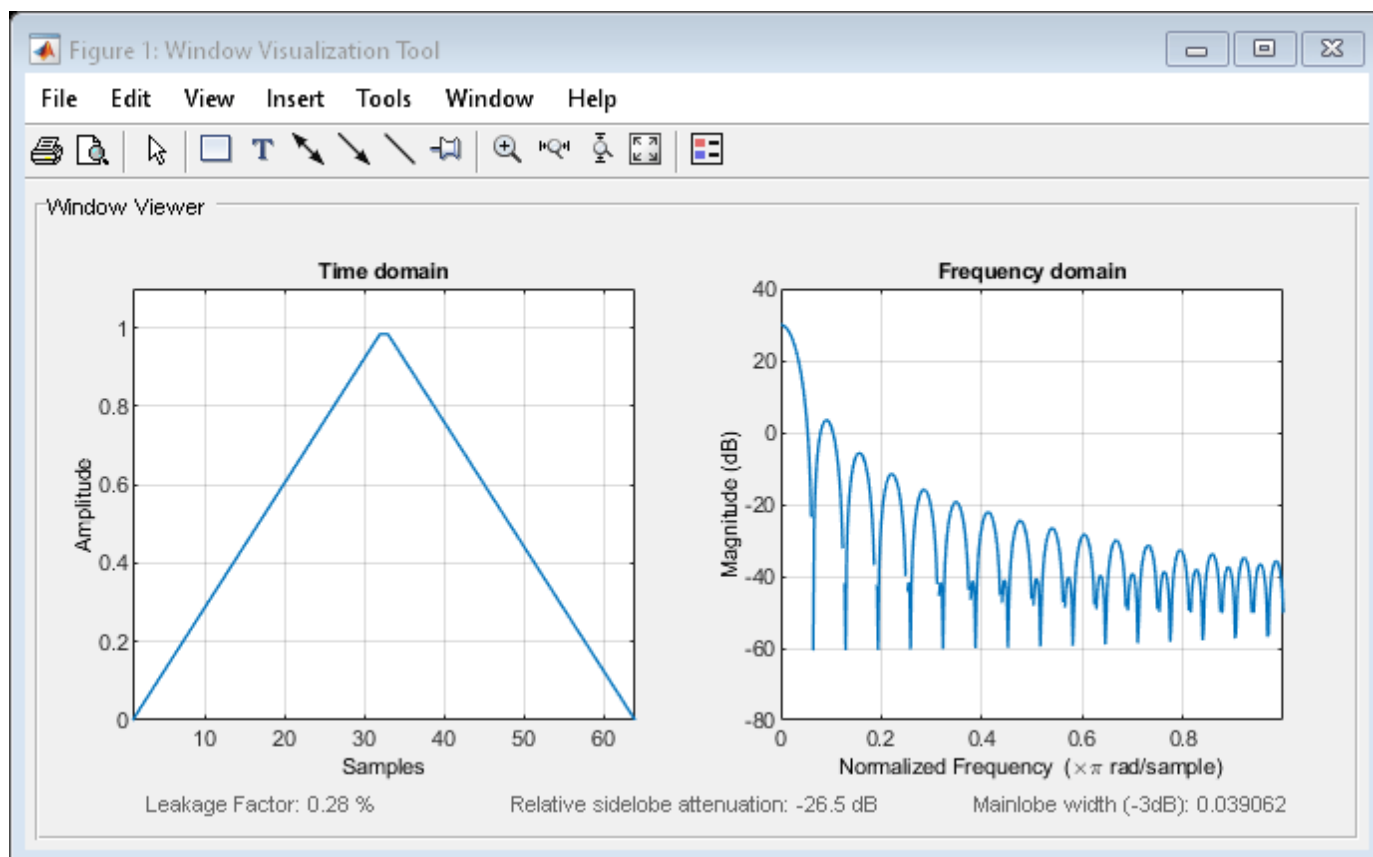 Figure 1: Window Visualization Tool
File Edit View Insert Tools Window Help
T
Window Viewer
Time domain
1
0.8
0.6
0.4
0.2
0
Amplitude
10 20 30 40 50 60
Samples
Frequency domain
40
20
0
-20
-40
-60
-80
Magnitude (dB)
0 0.2 0.4 0.6 0.8
Normalized Frequency (×π rad/sample)
Leakage Factor: 0.28 % Relative sidelobe attenuation: -26.5 dB Mainlobe width (-3dB): 0.039062